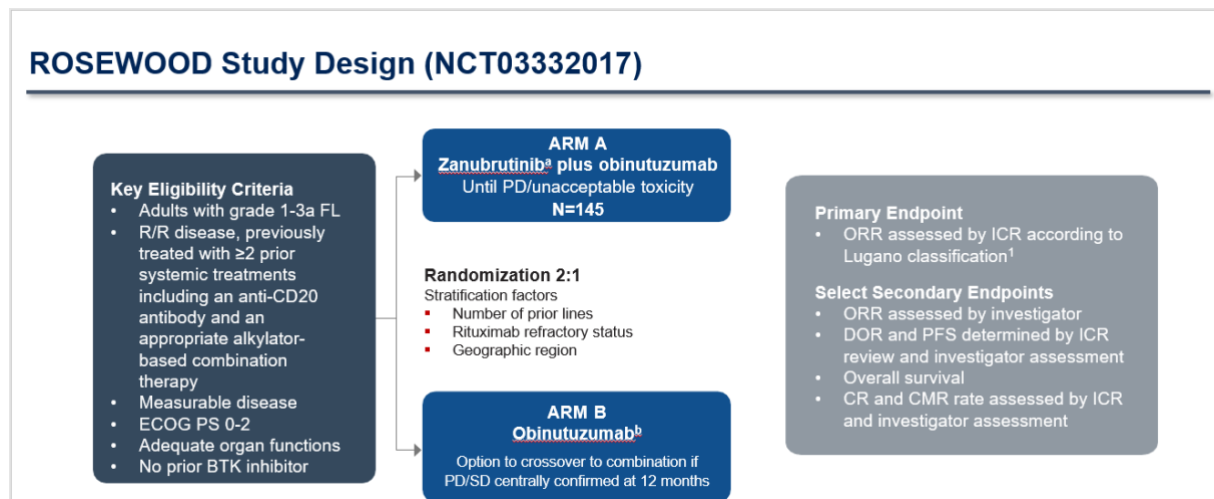 ROSEWOOD Study Design (NCT03332017)
Key Eligibility Criteria
• Adults with grade 1-3a FL
• R/R disease, previously
treated with ≥2 prior
systemic treatments
including an anti-CD20
antibody and an
appropriate alkylator-
based combination
therapy
• Measurable disease
• ECOG PS 0-2
• Adequate organ functions
• No prior BTK inhibitor
ARM A
Zanubrutinibᵃ plus obinutuzumab
Until PD/unacceptable toxicity
N=145
Randomization 2:1
Stratification factors
▪ Number of prior lines
▪ Rituximab refractory status
▪ Geographic region
ARM B
Obinutuzumabᵇ
Option to crossover to combination if
PD/SD centrally confirmed at 12 months
Primary Endpoint
• ORR assessed by ICR according to
Lugano classification¹
Select Secondary Endpoints
• ORR assessed by investigator
• DOR and PFS determined by ICR
review and investigator assessment
• Overall survival
• CR and CMR rate assessed by ICR
and investigator assessment